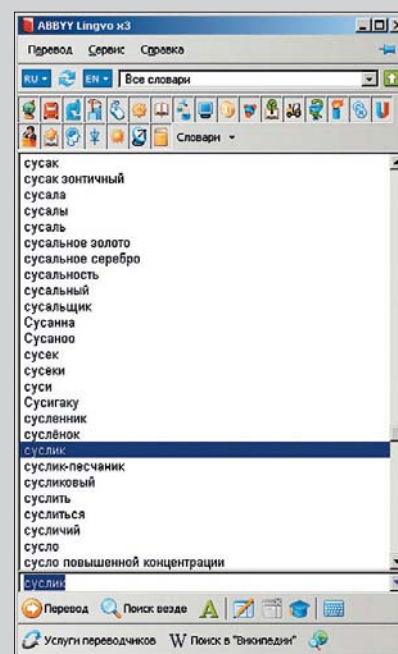 ABBYY Lingvo x3
Перевод Сервис Справка
RU EN Все словари
Словари
сусак
сусак зонтичный
сусала
сусалы
сусаль
сусальное золото
сусальное серебро
сусальность
сусальный
сусальщик
Сусанна
Сусаноо
сусек
сусеки
суси
Сусигаку
сусленник
суслёнок
суслик
суслик-песчаник
сусликовый
суслить
суслиться
сусличий
сусло
сусло повышенной концентрации
суслик
Перевод Поиск везде
Услуги переводчиков W Поиск в "Википедии"